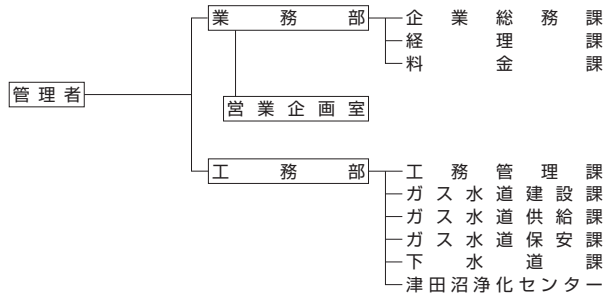 業務部
企業総務課
経理課
料金課
管理者
営業企画室
工務部
工務管理課
ガス水道建設課
ガス水道供給課
ガス水道保安課
下水道課
津田沼浄化センター